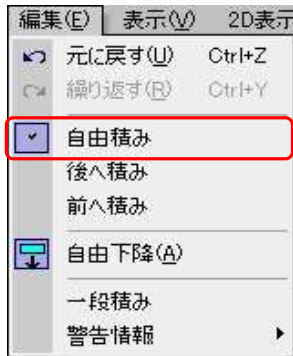 編集(E) 表示(V) 2D表示
元に戻す(U) Ctrl+Z
繰り返す(R) Ctrl+Y
自由積み
後へ積み
前へ積み
自由下降(A)
一段積み
警告情報